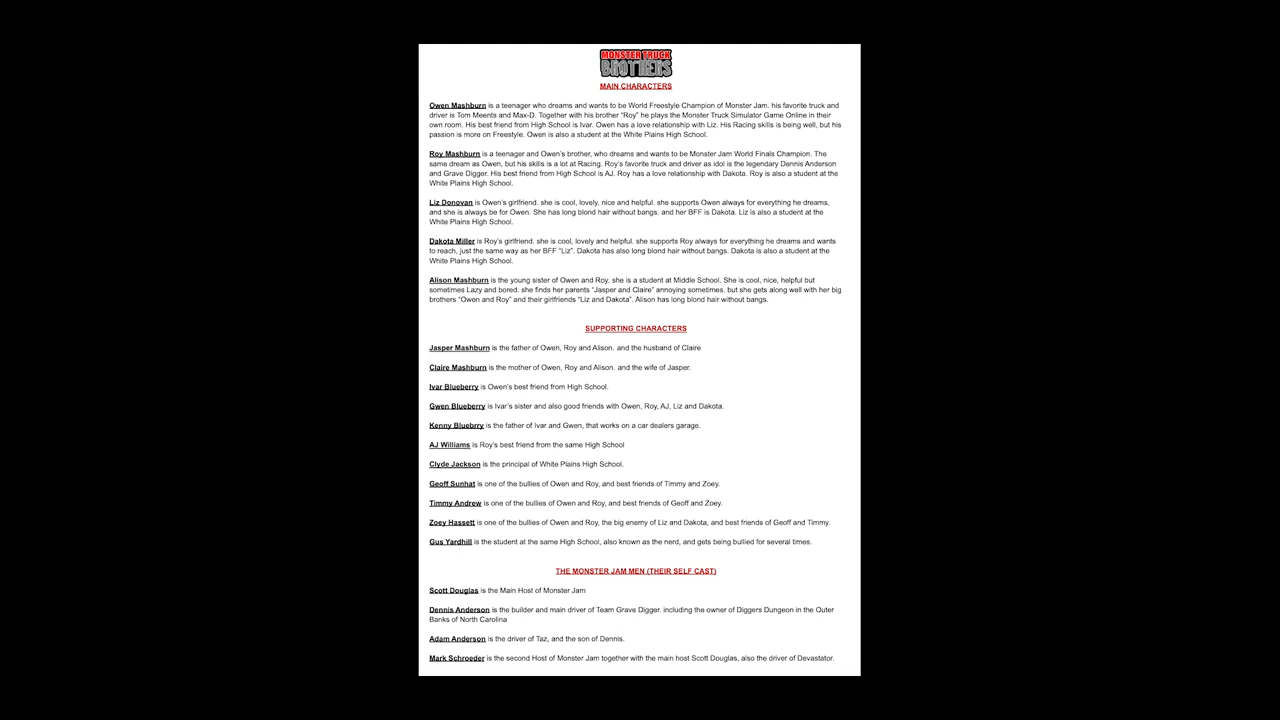 MONSTER TRUCK
BROTHERS
MAIN CHARACTERS
Owen Mashburn is a teenager who dreams and wants to be World Freestyle Champion of Monster Jam. his favorite truck and
driver is Tom Meents and Max-D. Together with his brother "Roy" he plays the Monster Truck Simulator Game Online in their
own room. His best friend from High School is Ivar. Owen has a love relationship with Liz. His Racing skills is being well, but his
passion is more on Freestyle. Owen is also a student at the White Plains High School.
Roy Mashburn is a teenager and Owen's brother, who dreams and wants to be Monster Jam World Finals Champion. The
same dream as Owen, but his skills is a lot at Racing. Roy's favorite truck and driver as idol is the legendary Dennis Anderson
and Grave Digger. His best friend from High School is AJ. Roy has a love relationship with Dakota. Roy is also a student at the
White Plains High School.
Liz Donovan is Owen's girlfriend. she is cool, lovely, nice and helpful. she supports Owen always for everything he dreams,
and she is always be for Owen. She has long blond hair without bangs. and her BFF is Dakota. Liz is also a student at the
White Plains High School.
Dakota Miller is Roy's girlfriend. she is cool, lovely and helpful. she supports Roy always for everything he dreams and wants
to reach, just the same way as her BFF "Liz". Dakota has also long blond hair without bangs. Dakota is also a student at the
White Plains High School.
Alison Mashburn is the young sister of Owen and Roy. she is a student at Middle School. She is cool, nice, helpful but
sometimes Lazy and bored. she finds her parents "Jasper and Claire" annoying sometimes. but she gets along well with her big
brothers "Owen and Roy" and their girlfriends "Liz and Dakota". Alison has long blond hair without bangs.
SUPPORTING CHARACTERS
Jasper Mashburn is the father of Owen, Roy and Alison. and the husband of Claire
Claire Mashburn is the mother of Owen, Roy and Alison. and the wife of Jasper.
Ivar Blueberry is Owen's best friend from High School.
Gwen Blueberry is Ivar's sister and also good friends with Owen, Roy, AJ, Liz and Dakota.
Kenny Bluebrry is the father of Ivar and Gwen, that works on a car dealers garage.
AJ Williams is Roy's best friend from the same High School
Clyde Jackson is the principal of White Plains High School.
Geoff Sunhat is one of the bullies of Owen and Roy, and best friends of Timmy and Zoey.
Timmy Andrew is one of the bullies of Owen and Roy, and best friends of Geoff and Zoey.
Zoey Hassett is one of the bullies of Owen and Roy, the big enemy of Liz and Dakota, and best friends of Geoff and Timmy.
Gus Yardhill is the student at the same High School, also known as the nerd, and gets being bullied for several times.
THE MONSTER JAM MEN (THEIR SELF CAST)
Scott Douglas is the Main Host of Monster Jam
Dennis Anderson is the builder and main driver of Team Grave Digger. including the owner of Diggers Dungeon in the Outer
Banks of North Carolina
Adam Anderson is the driver of Taz, and the son of Dennis.
Mark Schroeder is the second Host of Monster Jam together with the main host Scott Douglas, also the driver of Devastator.